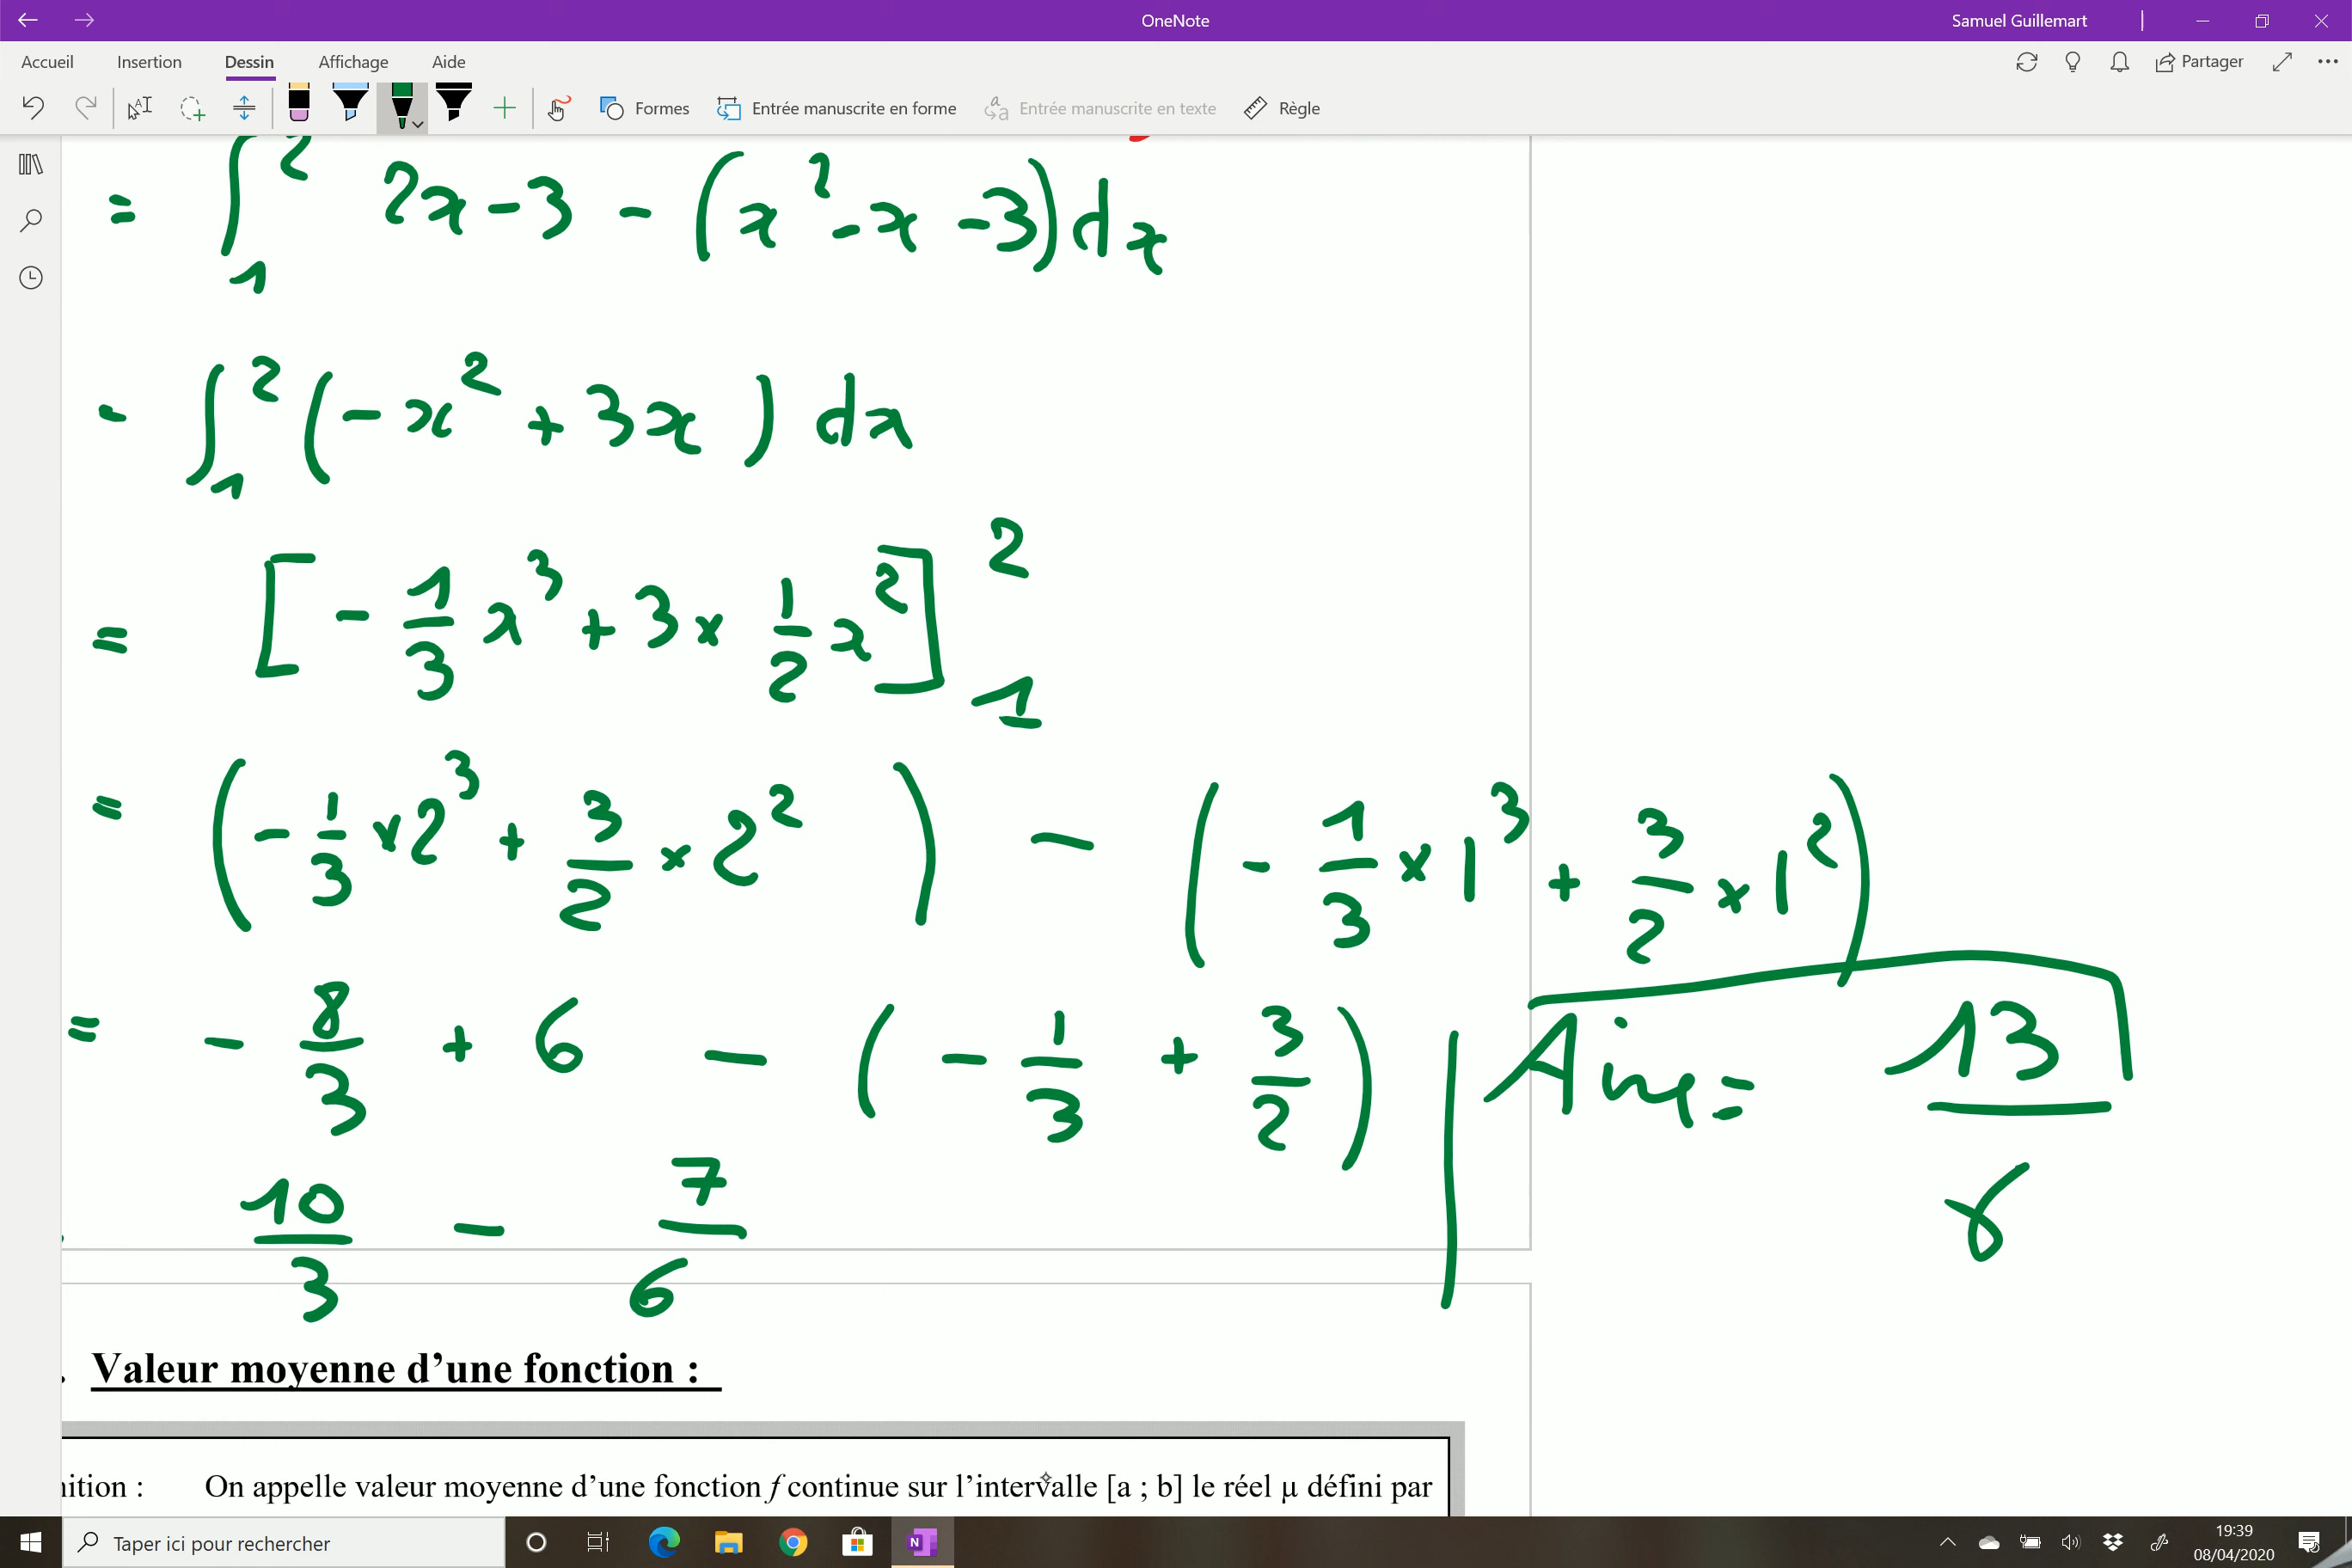 OneNote
Samuel Guillemart
Accueil Insertion Dessin Affichage Aide
Partager
Formes Entrée manuscrite en forme Entrée manuscrite en texte Règle
= ∫₁² 2x-3 - (x²-x-3)dx
- ∫₁² (-x² + 3x) dx
= [-1/3 x³ + 3 × 1/2 x²]₁²
= (-1/3 × 2³ + 3/2 × 2²) - (-1/3 × 1³ + 3/2 × 1²)
= -8/3 + 6 - (-1/3 + 3/2) | Aire = 13/6
10/3 - 7/6
. Valeur moyenne d’une fonction :
nition : On appelle valeur moyenne d’une fonction f continue sur l’intervalle [a ; b] le réel µ défini par
Taper ici pour rechercher
19:39
08/04/2020